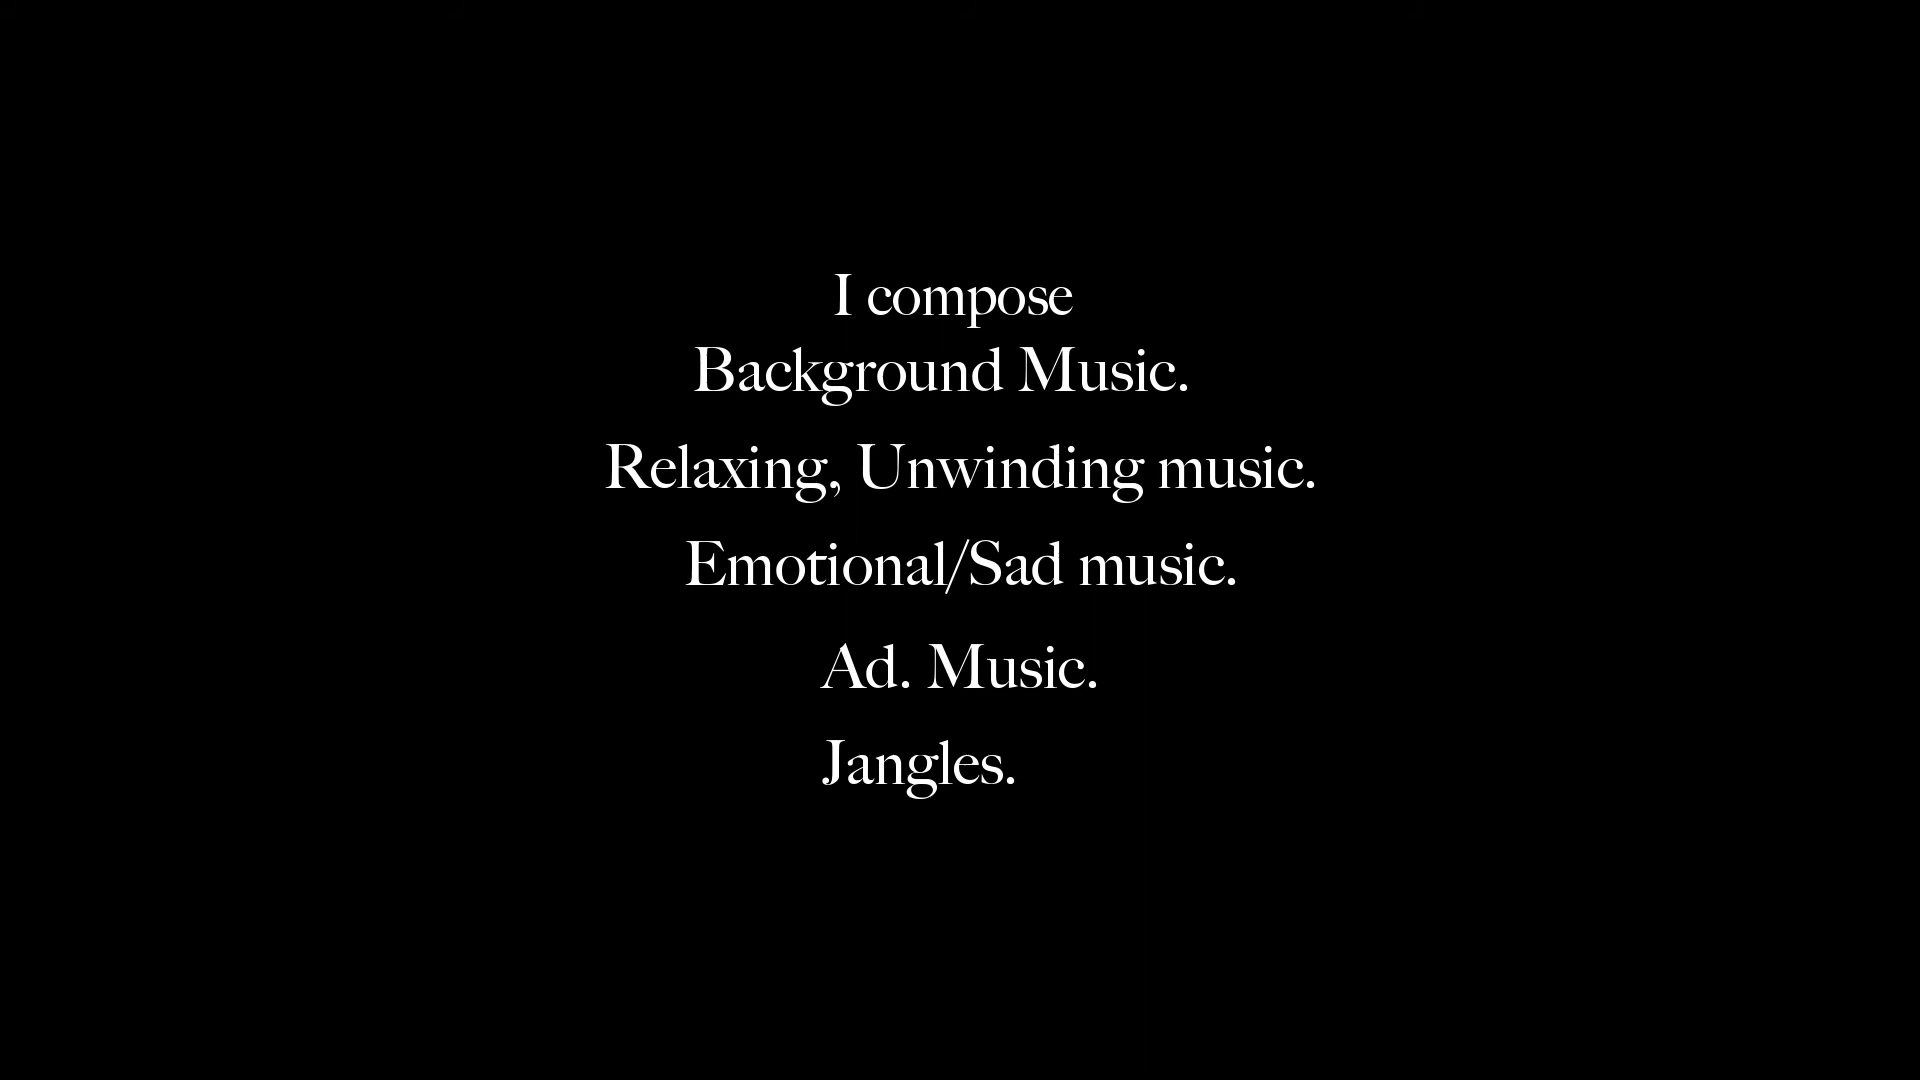 I compose
Background Music.
Relaxing, Unwinding music.
Emotional/Sad music.
Ad. Music.
Jangles.